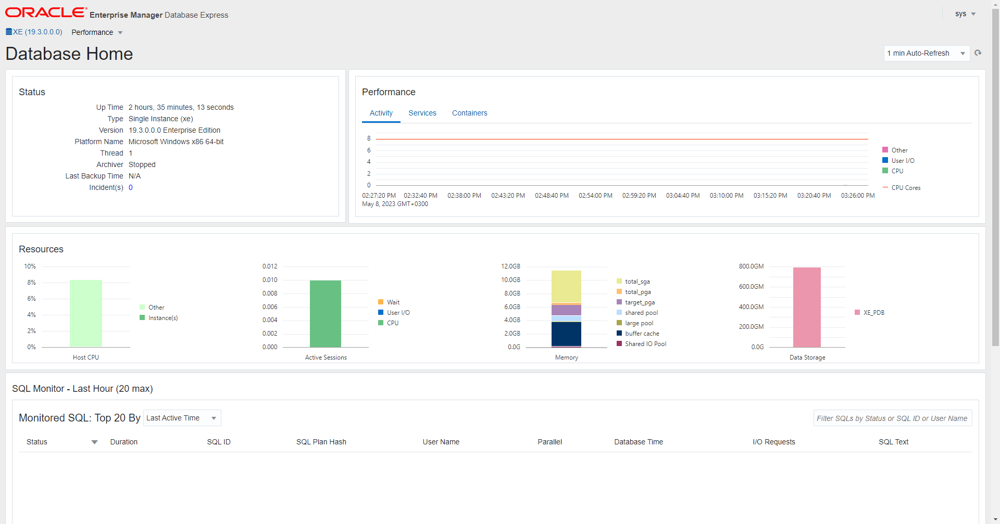 ORACLE® Enterprise Manager Database Express
sys
XE (19.3.0.0.0) Performance
Database Home
1 min Auto-Refresh
Status
Up Time 2 hours, 35 minutes, 13 seconds
Type Single Instance (xe)
Version 19.3.0.0.0 Enterprise Edition
Platform Name Microsoft Windows x86 64-bit
Thread 1
Archiver Stopped
Last Backup Time N/A
Incident(s) 0
Performance
Activity Services Containers
8
6
4
2
0
02:27:20 PM 02:32:40 PM 02:38:00 PM 02:43:20 PM 02:48:40 PM 02:54:00 PM 02:59:20 PM 03:04:40 PM 03:10:00 PM 03:15:20 PM 03:20:40 PM 03:26:00 PM
May 8, 2023 GMT+0300
Other
User I/O
CPU
CPU Cores
Resources
10%
8%
6%
4%
2%
0%
Host CPU
Other
Instance(s)
0.012
0.010
0.008
0.006
0.004
0.002
0.000
Active Sessions
Wait
User I/O
CPU
12.0GB
10.0GB
8.0GB
6.0GB
4.0GB
2.0GB
0.0G
Memory
total_sga
total_pga
target_pga
shared pool
large pool
buffer cache
Shared IO Pool
800.0GM
600.0GM
400.0GM
200.0GM
0.0G
Data Storage
XE_PDB
SQL Monitor - Last Hour (20 max)
Monitored SQL: Top 20 By Last Active Time
Filter SQLs by Status or SQL ID or User Name
Status Duration SQL ID SQL Plan Hash User Name Parallel Database Time I/O Requests SQL Text